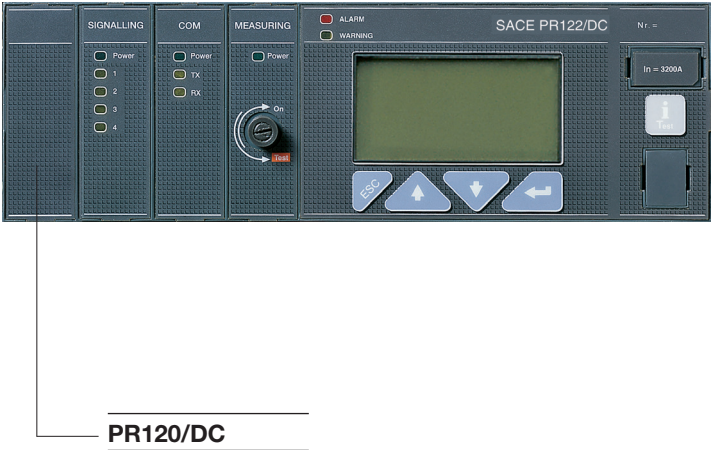 SIGNALLING
Power
1
2
3
4
COM
Power
TX
RX
MEASURING
Power
On
Test
ALARM
WARNING
SACE PR122/DC
Nr. =
In = 3200A
i
Test
ESC
PR120/DC